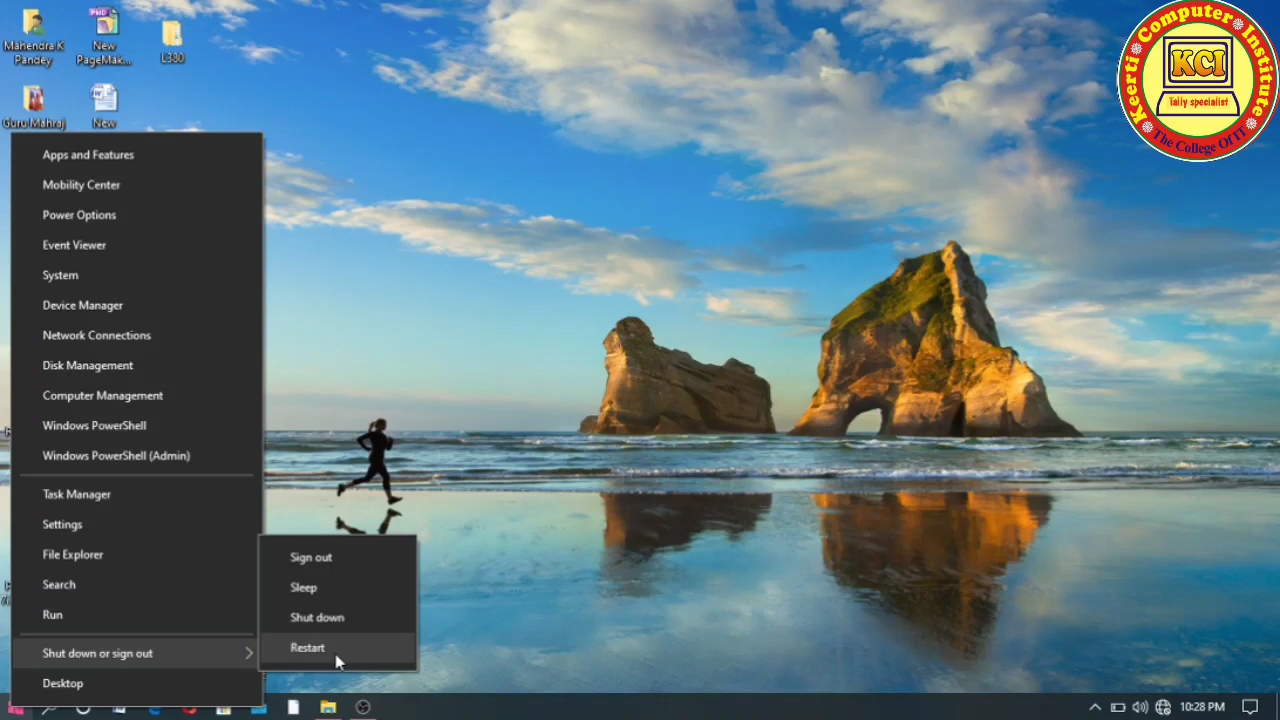 Mahendra K
Pandey
New
PageMak...
L380
Guru Mahraj
New
Apps and Features
Mobility Center
Power Options
Event Viewer
System
Device Manager
Network Connections
Disk Management
Computer Management
Windows PowerShell
Windows PowerShell (Admin)
Task Manager
Settings
File Explorer
Search
Run
Shut down or sign out
Desktop
Sign out
Sleep
Shut down
Restart
Keerti Computer Institute
KCI
Tally specialist
The College Of IT
10:28 PM